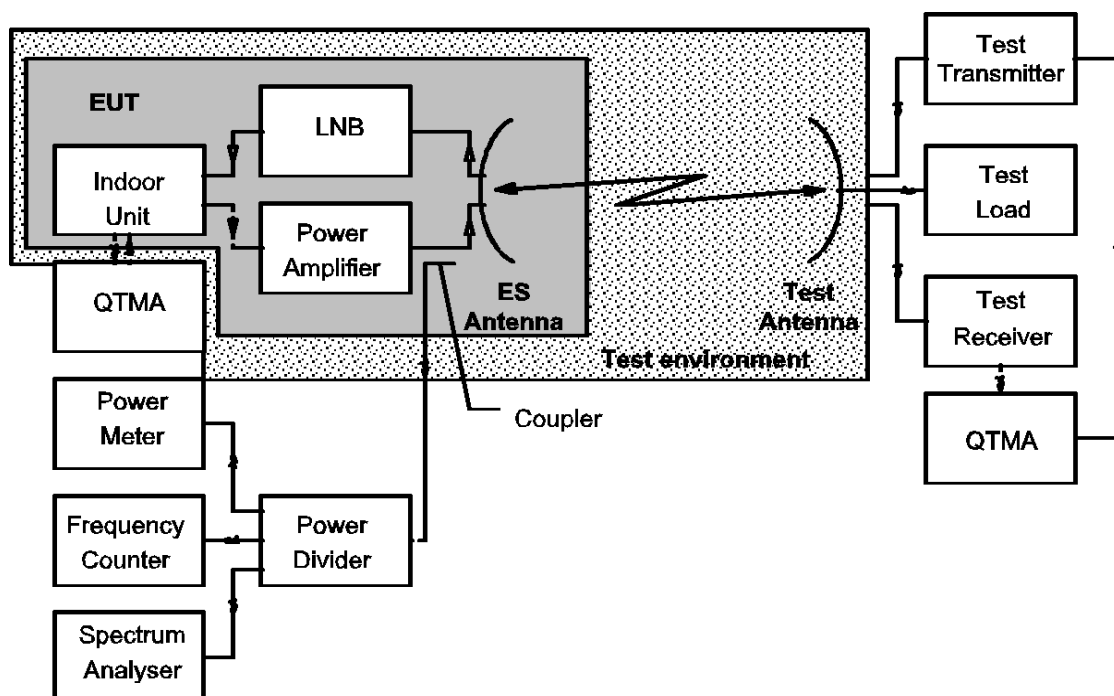 Test
Transmitter
EUT
LNB
Indoor
Unit
Test
Load
Power
Amplifier
QTMA
ES
Antenna
Test
Antenna
Test
Receiver
Test environment
Power
Meter
Coupler
QTMA
Frequency
Counter
Power
Divider
Spectrum
Analyser